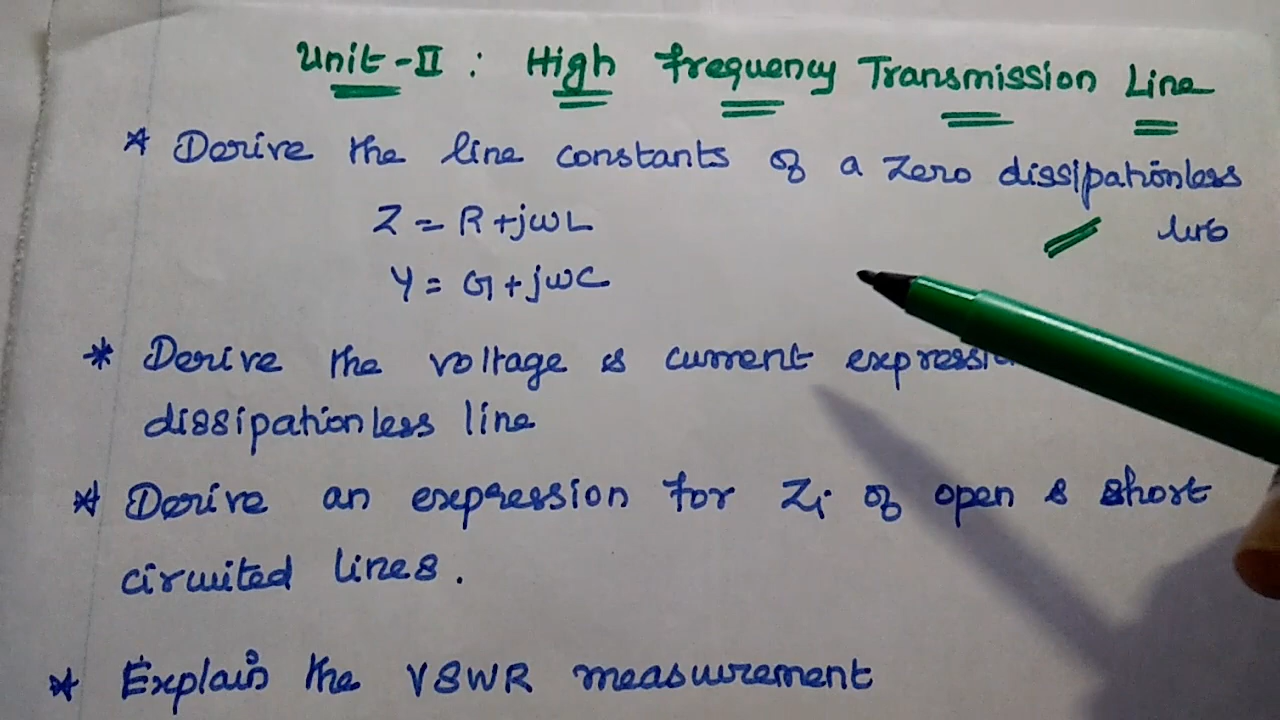 Unit-II : High frequency Transmission Line
* Derive the line constants of a zero dissipationless
Z = R+jωL
line
Y = G+jωC
* Derive the voltage & current
dissipationless line
* Derive an expression for Zi of open & short
circuited lines.
* Explain the VSWR measurement